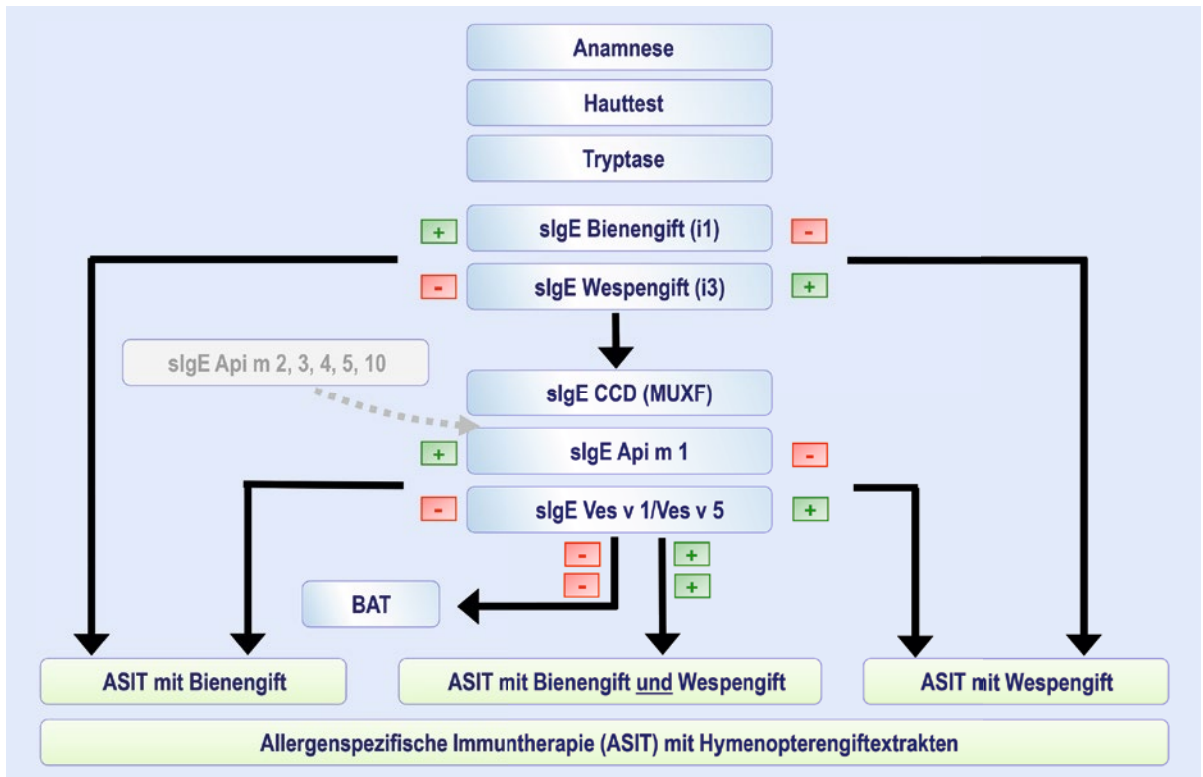 Anamnese
Hauttest
Tryptase
+ sIgE Bienengift (i1) -
- sIgE Wespengift (i3) +
sIgE Api m 2, 3, 4, 5, 10
sIgE CCD (MUXF)
+ sIgE Api m 1 -
- sIgE Ves v 1/Ves v 5 +
- +
- +
BAT
ASIT mit Bienengift
ASIT mit Bienengift und Wespengift
ASIT mit Wespengift
Allergenspezifische Immuntherapie (ASIT) mit Hymenopterengiftextrakten